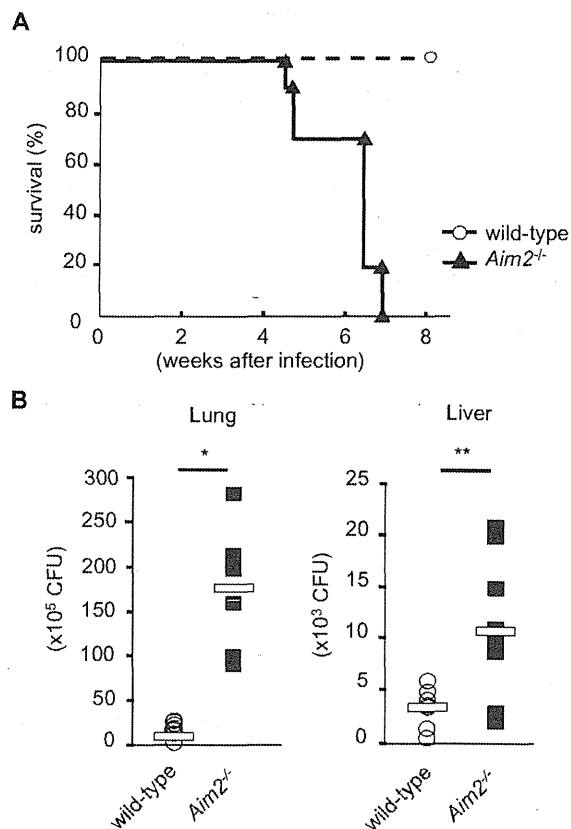 A
100
80
60
40
20
0
survival (%)
0 2 4 6 8
(weeks after infection)
wild-type
Aim2-/-
B
Lung
*
300
250
200
150
100
50
0
(x10⁵ CFU)
wild-type
Aim2-/-
Liver
**
25
20
15
10
5
0
(x10³ CFU)
wild-type
Aim2-/-